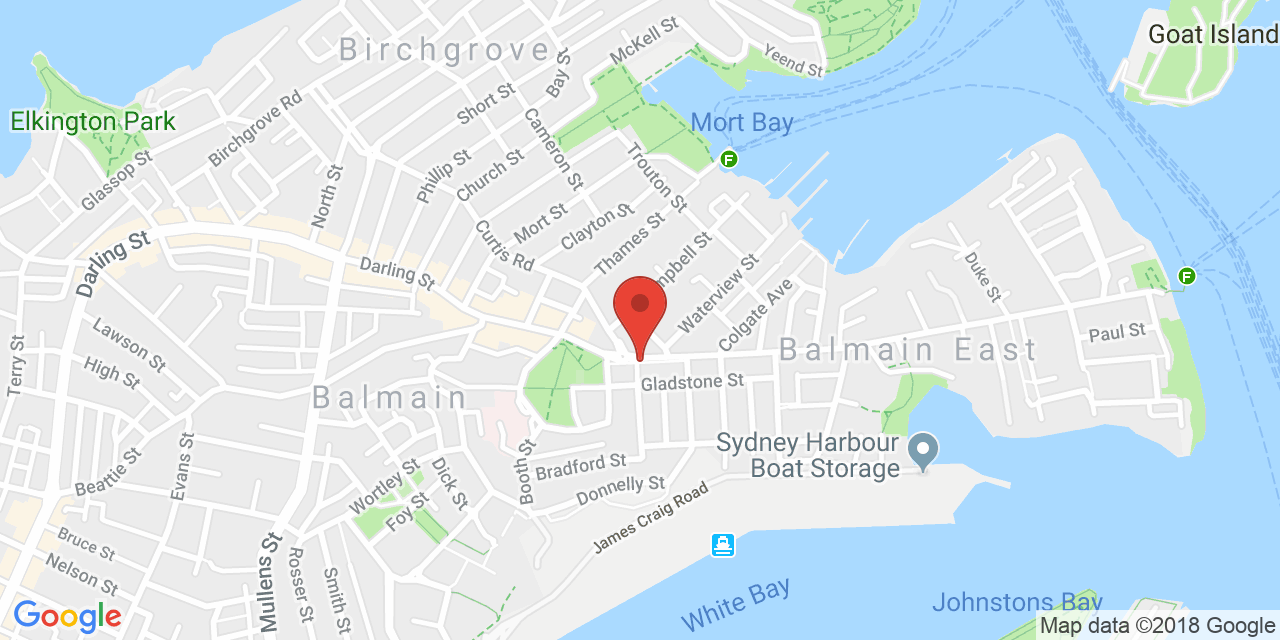 Goat Island
McKell St
Birchgrove
Yeend St
Bay St
Short St
Elkington Park
Mort Bay
F
Birchgrove Rd
Cameron St
Trouton St
Glassop St
Phillip St
Church St
North St
Mort St
Clayton St
Thames St
Curtis Rd
Darling St
Darling St
Waterview St
Colgate Ave
Duke St
F
Paul St
Lawson St
High St
Terry St
Balmain East
Gladstone St
Balmain
Sydney Harbour
Boat Storage
Evans St
Beattie St
Booth St
Bradford St
Donnelly St
Wortley St
Dick St
Foy St
James Craig Road
Bruce St
Nelson St
Mullens St
Rosser St
Smith St
White Bay
Johnstons Bay
Google
Map data ©2018 Google